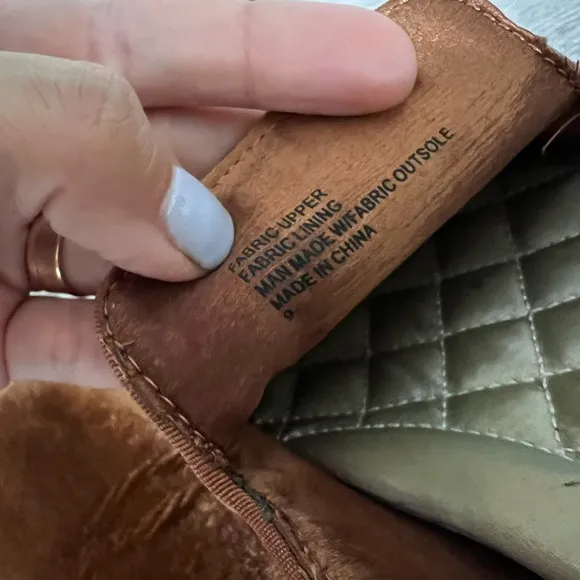 FABRIC UPPER
FABRIC LINING
MAN MADE W/FABRIC OUTSOLE
MADE IN CHINA
9